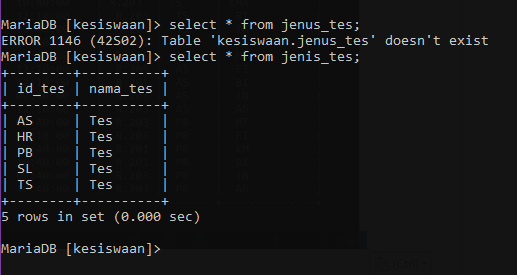 MariaDB [kesiswaan]> select * from jenus_tes;
ERROR 1146 (42S02): Table 'kesiswaan.jenus_tes' doesn't exist
MariaDB [kesiswaan]> select * from jenis_tes;
+--------+----------+
| id_tes | nama_tes |
+--------+----------+
| AS     | Tes      |
| HR     | Tes      |
| PB     | Tes      |
| SL     | Tes      |
| TS     | Tes      |
+--------+----------+
5 rows in set (0.000 sec)
MariaDB [kesiswaan]>